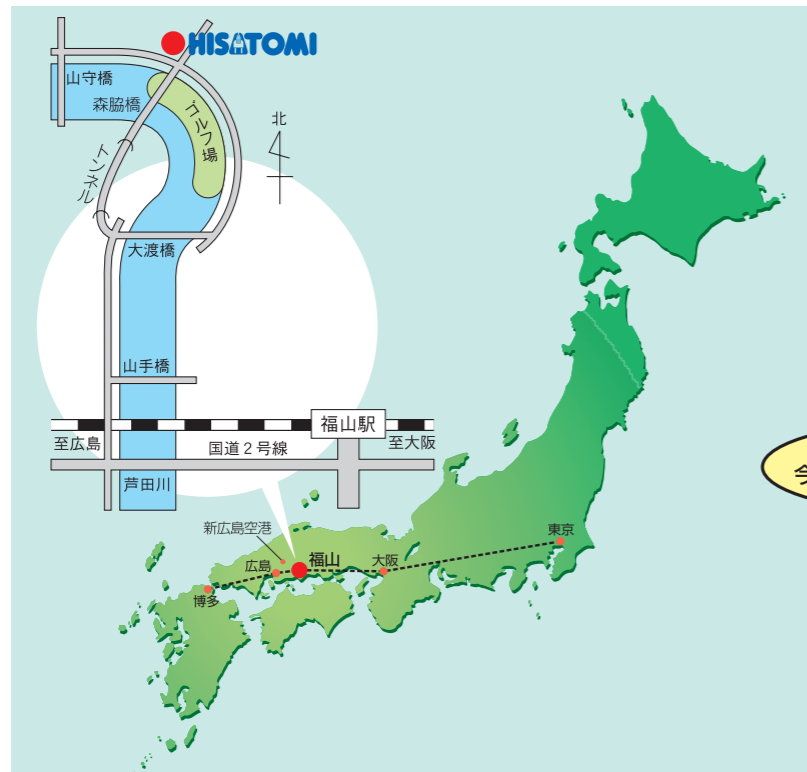 HISATOMI
山守橋
森脇橋
ゴルフ場
北
トンネル
大渡橋
山手橋
福山駅
至広島
国道2号線
至大阪
芦田川
新広島空港
東京
広島
福山
大阪
博多
今